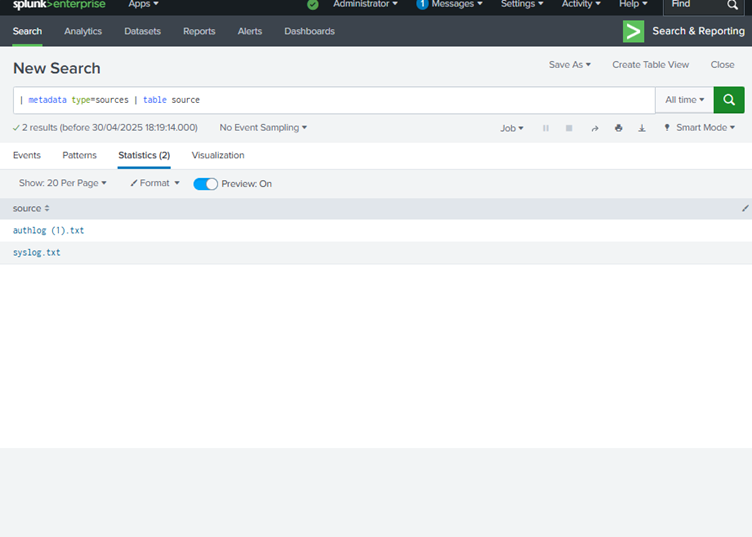 splunk>enterprise Apps ▾ Administrator ▾ 1 Messages ▾ Settings ▾ Activity ▾ Help ▾ Find
Search Analytics Datasets Reports Alerts Dashboards > Search & Reporting
New Search Save As ▾ Create Table View Close
| metadata type=sources | table source All time ▾
✓ 2 results (before 30/04/2025 18:19:14.000) No Event Sampling ▾ Job ▾ Smart Mode ▾
Events Patterns Statistics (2) Visualization
Show: 20 Per Page ▾ Format ▾ Preview: On
source
authlog (1).txt
syslog.txt